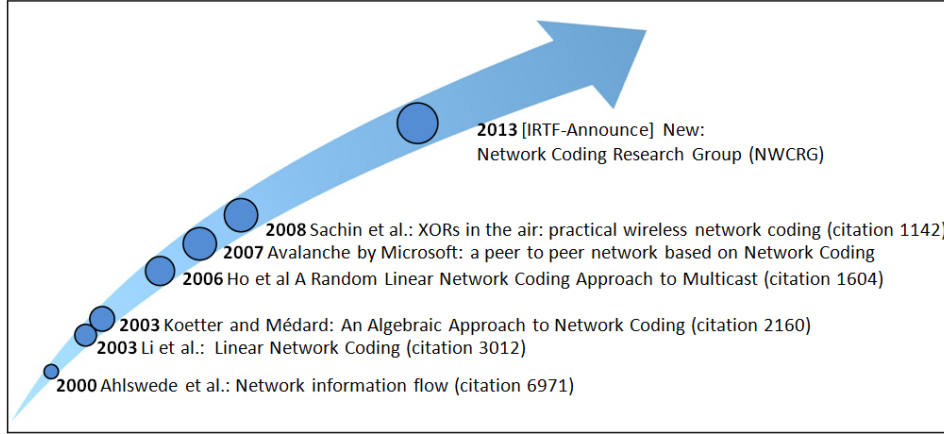 2013 [IRTF-Announce] New:
Network Coding Research Group (NWCRG)
2008 Sachin et al.: XORs in the air: practical wireless network coding (citation 1142)
2007 Avalanche by Microsoft: a peer to peer network based on Network Coding
2006 Ho et al A Random Linear Network Coding Approach to Multicast (citation 1604)
2003 Koetter and Médard: An Algebraic Approach to Network Coding (citation 2160)
2003 Li et al.: Linear Network Coding (citation 3012)
2000 Ahlswede et al.: Network information flow (citation 6971)